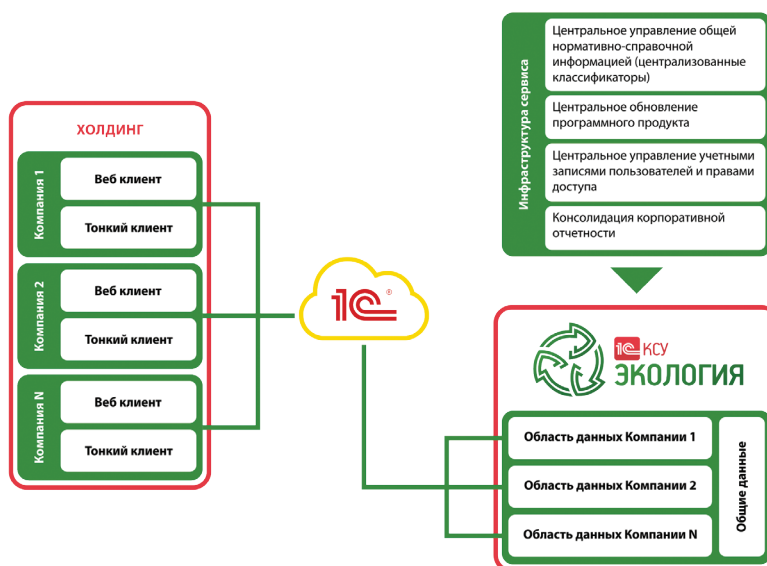 ХОЛДИНГ
Компания 1
Веб клиент
Тонкий клиент
Компания 2
Веб клиент
Тонкий клиент
Компания N
Веб клиент
Тонкий клиент
1С®
Инфраструктура сервиса
Центральное управление общей
нормативно-справочной
информацией (централизованные
классификаторы)
Центральное обновление
программного продукта
Центральное управление учетными
записями пользователей и правами
доступа
Консолидация корпоративной
отчетности
1С КСУ
ЭКОЛОГИЯ
Область данных Компании 1
Область данных Компании 2
Область данных Компании N
Общие данные